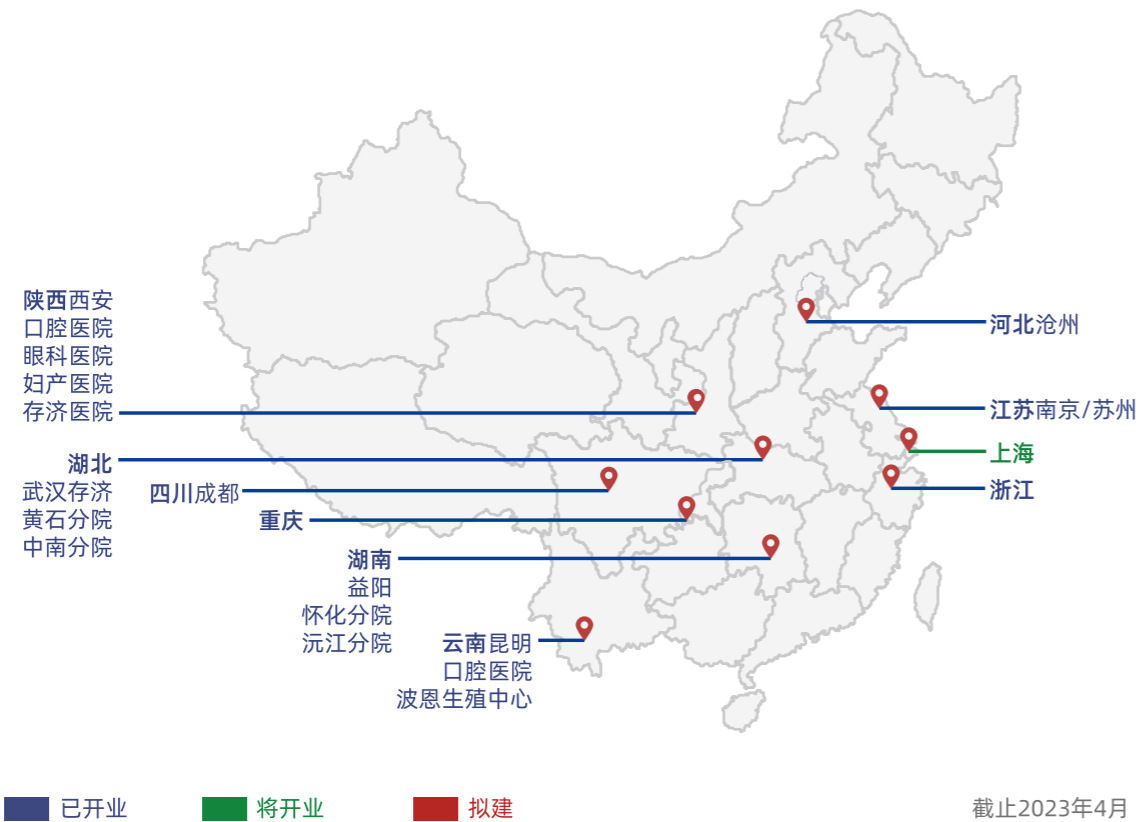 陕西西安
口腔医院
眼科医院
妇产医院
存济医院
湖北
武汉存济
黄石分院
中南分院
四川成都
重庆
湖南
益阳
怀化分院
沅江分院
云南昆明
口腔医院
波恩生殖中心
河北沧州
江苏南京/苏州
上海
浙江
已开业
将开业
拟建
截止2023年4月